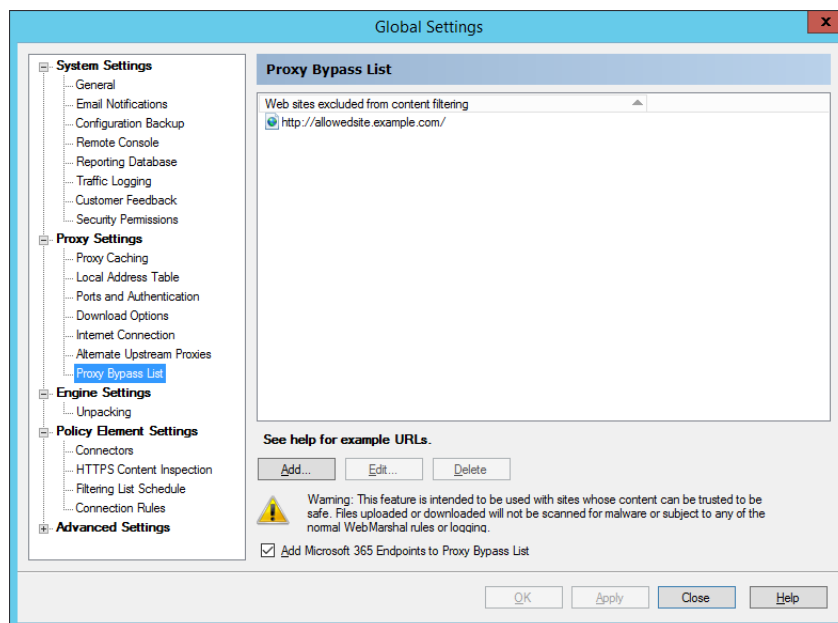 Global Settings
x
System Settings
General
Email Notifications
Configuration Backup
Remote Console
Reporting Database
Traffic Logging
Customer Feedback
Security Permissions
Proxy Settings
Proxy Caching
Local Address Table
Ports and Authentication
Download Options
Internet Connection
Alternate Upstream Proxies
Proxy Bypass List
Engine Settings
Unpacking
Policy Element Settings
Connectors
HTTPS Content Inspection
Filtering List Schedule
Connection Rules
Advanced Settings
Proxy Bypass List
Web sites excluded from content filtering
http://allowedsite.example.com/
See help for example URLs.
Add... Edit... Delete
Warning: This feature is intended to be used with sites whose content can be trusted to be
safe. Files uploaded or downloaded will not be scanned for malware or subject to any of the
normal WebMarshal rules or logging.
Add Microsoft 365 Endpoints to Proxy Bypass List
OK Apply Close Help